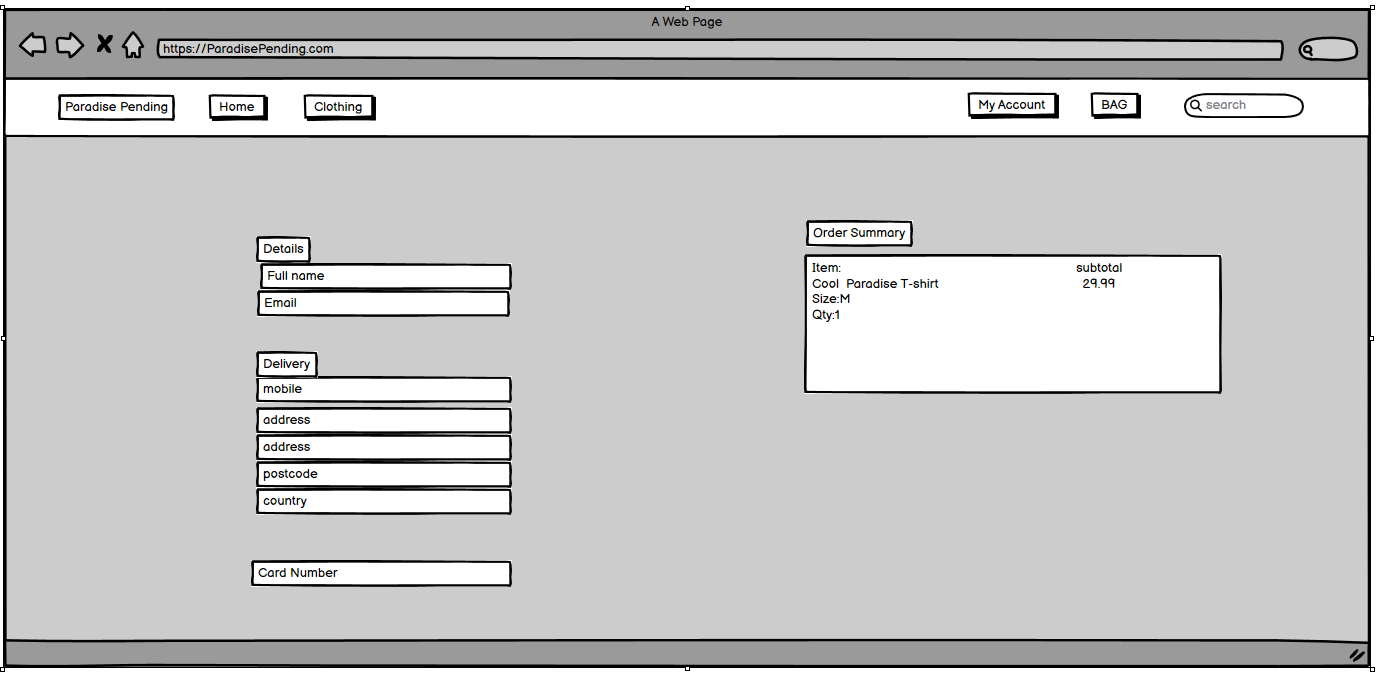 A Web Page
https://ParadisePending.com
Paradise Pending Home Clothing My Account BAG search
Details
Full name
Email
Delivery
mobile
address
address
postcode
country
Card Number
Order Summary
Item: subtotal
Cool Paradise T-shirt 29.99
Size:M
Qty:1